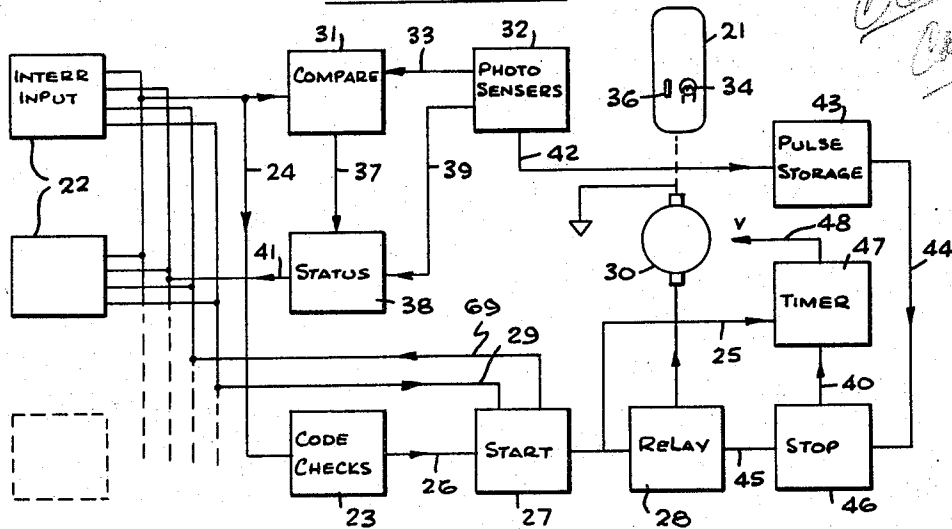 31
33
32
21
INTERR
INPUT
COMPARE
PHOTO
SENSERS
36
34
43
22
24
37
39
42
PULSE
STORAGE
41
STATUS
38
30
V
48
47
44
TIMER
69
29
25
40
CODE
CHECKS
26
START
RELAY
45
STOP
23
27
28
46